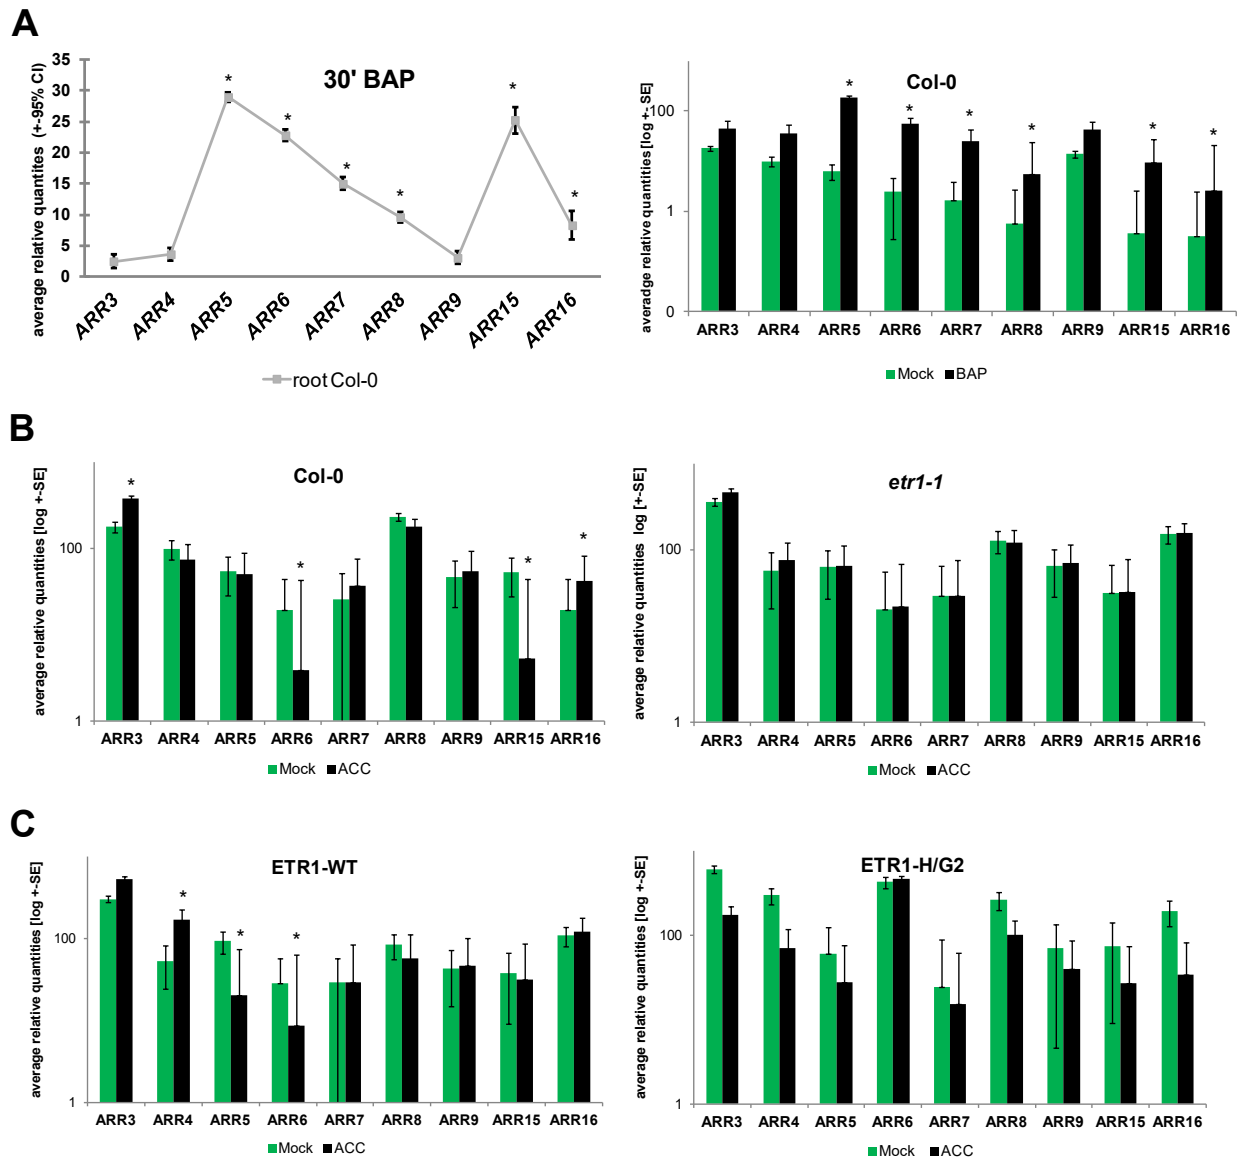 A
average relative quantites (+-95% CI)
35
30
25
20
15
10
5
0
30' BAP
*
*
*
*
*
*
ARR3
ARR4
ARR5
ARR6
ARR7
ARR8
ARR9
ARR15
ARR16
root Col-0
averadge relative quantities [log +-SE]
Col-0
100
1
0
*
*
*
*
*
*
ARR3 ARR4 ARR5 ARR6 ARR7 ARR8 ARR9 ARR15 ARR16
Mock BAP
B
average relative quantities [log +-SE]
Col-0
100
1
*
*
*
*
ARR3 ARR4 ARR5 ARR6 ARR7 ARR8 ARR9 ARR15 ARR16
Mock ACC
average relative quantities log [+-SE]
etr1-1
100
1
ARR3 ARR4 ARR5 ARR6 ARR7 ARR8 ARR9 ARR15 ARR16
Mock ACC
C
average relative quantities [log +-SE]
ETR1-WT
100
1
*
*
*
ARR3 ARR4 ARR5 ARR6 ARR7 ARR8 ARR9 ARR15 ARR16
Mock ACC
average relative quantities [log +-SE]
ETR1-H/G2
100
1
ARR3 ARR4 ARR5 ARR6 ARR7 ARR8 ARR9 ARR15 ARR16
Mock ACC